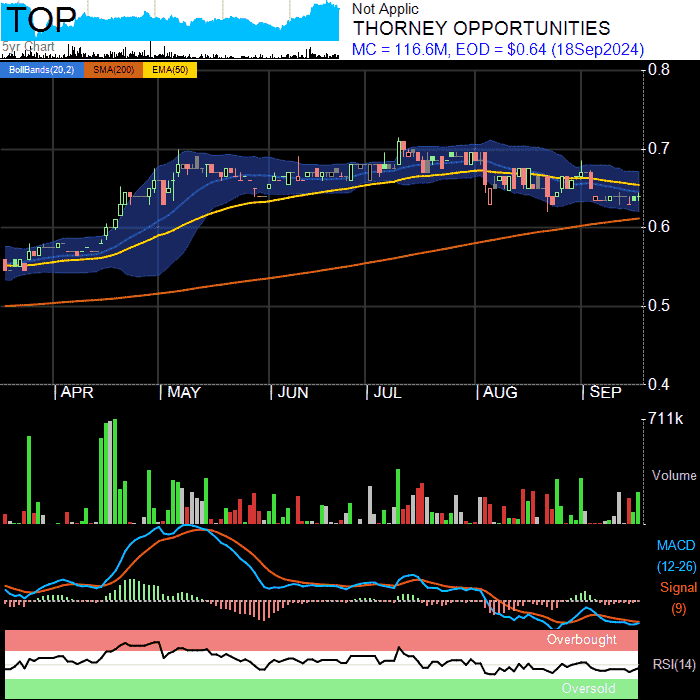 TOP
5yr Chart
Not Applic
THORNEY OPPORTUNITIES
MC = 116.6M, EOD = $0.64 (18Sep2024)
BollBands(20,2) SMA(200) EMA(50)
0.8
0.7
0.6
0.5
0.4
APR MAY JUN JUL AUG SEP
711k
Volume
MACD
(12-26)
Signal
(9)
Overbought
RSI(14)
Oversold